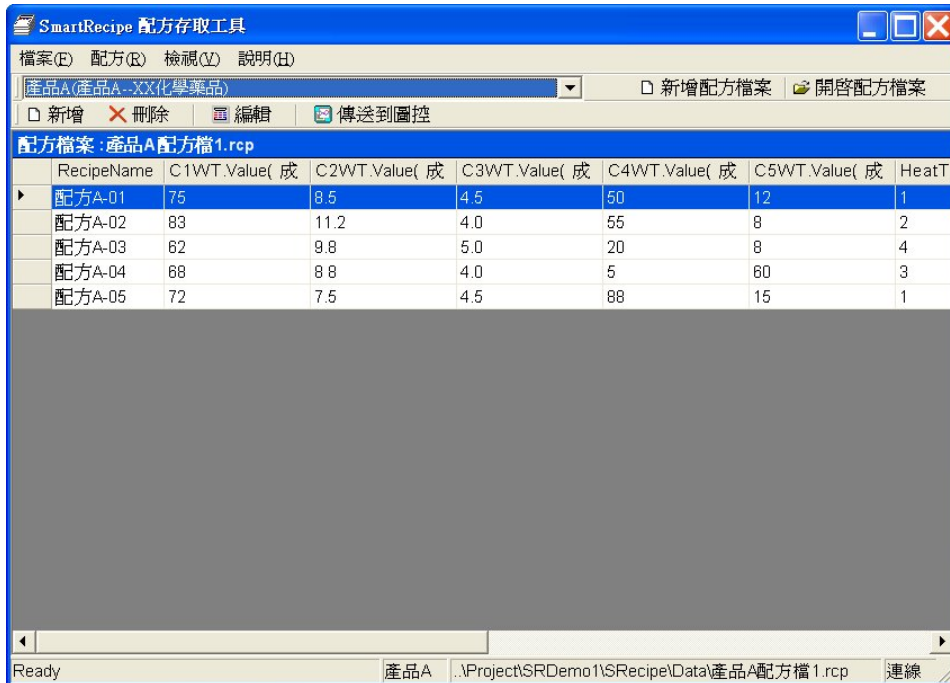 SmartRecipe 配方存取工具
檔案(F) 配方(R) 檢視(V) 說明(H)
產品A(產品A--XX化學藥品) 新增配方檔案 開啓配方檔案
新增 刪除 編輯 傳送到圖控
配方檔案 :產品A配方檔1.rcp
RecipeName C1WT.Value( 成 C2WT.Value( 成 C3WT.Value( 成 C4WT.Value( 成 C5WT.Value( 成 HeatT
配方A-01 75 8.5 4.5 50 12 1
配方A-02 83 11.2 4.0 55 8 2
配方A-03 62 9.8 5.0 20 8 4
配方A-04 68 8 8 4.0 5 60 3
配方A-05 72 7.5 4.5 88 15 1
Ready 產品A ..\Project\SRDemo1\SRecipe\Data\產品A配方檔1.rcp 連線